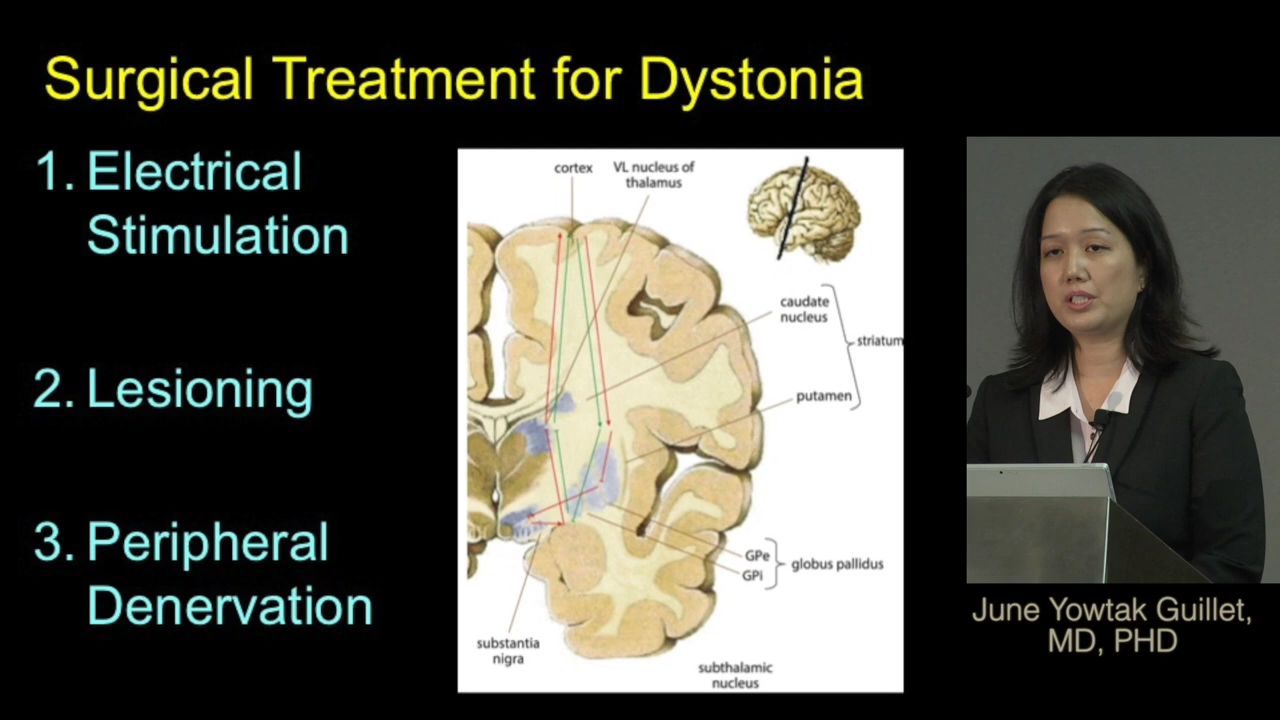 Surgical Treatment for Dystonia
1. Electrical
Stimulation
2. Lesioning
3. Peripheral
Denervation
cortex
VL nucleus of
thalamus
caudate
nucleus
striatum
putamen
GPe
GPi
globus pallidus
substantia
nigra
subthalamic
nucleus
June Yowtak Guillet,
MD, PHD